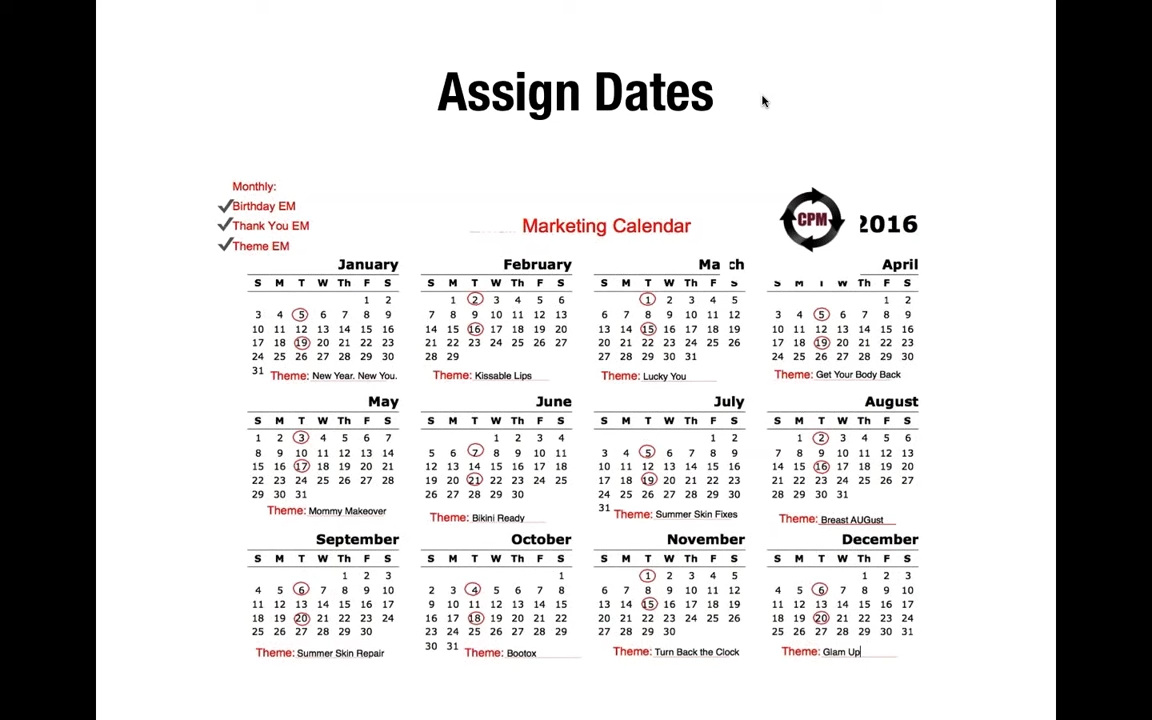 Assign Dates
Monthly:
Birthday EM
Thank You EM
Theme EM
Marketing Calendar
CPM
2016
January
S M T W Th F S
1 2
3 4 5 6 7 8 9
10 11 12 13 14 15 16
17 18 19 20 21 22 23
24 25 26 27 28 29 30
31
Theme: New Year. New You.
February
S M T W Th F S
1 2 3 4 5 6
7 8 9 10 11 12 13
14 15 16 17 18 19 20
21 22 23 24 25 26 27
28 29
Theme: Kissable Lips
March
S M T W Th F S
1 2 3 4 5
6 7 8 9 10 11 12
13 14 15 16 17 18 19
20 21 22 23 24 25 26
27 28 29 30 31
Theme: Lucky You
April
S M T W Th F S
1 2
3 4 5 6 7 8 9
10 11 12 13 14 15 16
17 18 19 20 21 22 23
24 25 26 27 28 29 30
Theme: Get Your Body Back
May
S M T W Th F S
1 2 3 4 5 6 7
8 9 10 11 12 13 14
15 16 17 18 19 20 21
22 23 24 25 26 27 28
29 30 31
Theme: Mommy Makeover
June
S M T W Th F S
1 2 3 4
5 6 7 8 9 10 11
12 13 14 15 16 17 18
19 20 21 22 23 24 25
26 27 28 29 30
Theme: Bikini Ready
July
S M T W Th F S
1 2
3 4 5 6 7 8 9
10 11 12 13 14 15 16
17 18 19 20 21 22 23
24 25 26 27 28 29 30
31
Theme: Summer Skin Fixes
August
S M T W Th F S
1 2 3 4 5 6
7 8 9 10 11 12 13
14 15 16 17 18 19 20
21 22 23 24 25 26 27
28 29 30 31
Theme: Breast AUGust
September
S M T W Th F S
1 2 3
4 5 6 7 8 9 10
11 12 13 14 15 16 17
18 19 20 21 22 23 24
25 26 27 28 29 30
Theme: Summer Skin Repair
October
S M T W Th F S
1
2 3 4 5 6 7 8
9 10 11 12 13 14 15
16 17 18 19 20 21 22
23 24 25 26 27 28 29
30 31
Theme: Bootox
November
S M T W Th F S
1 2 3 4 5
6 7 8 9 10 11 12
13 14 15 16 17 18 19
20 21 22 23 24 25 26
27 28 29 30
Theme: Turn Back the Clock
December
S M T W Th F S
1 2 3
4 5 6 7 8 9 10
11 12 13 14 15 16 17
18 19 20 21 22 23 24
25 26 27 28 29 30 31
Theme: Glam Up